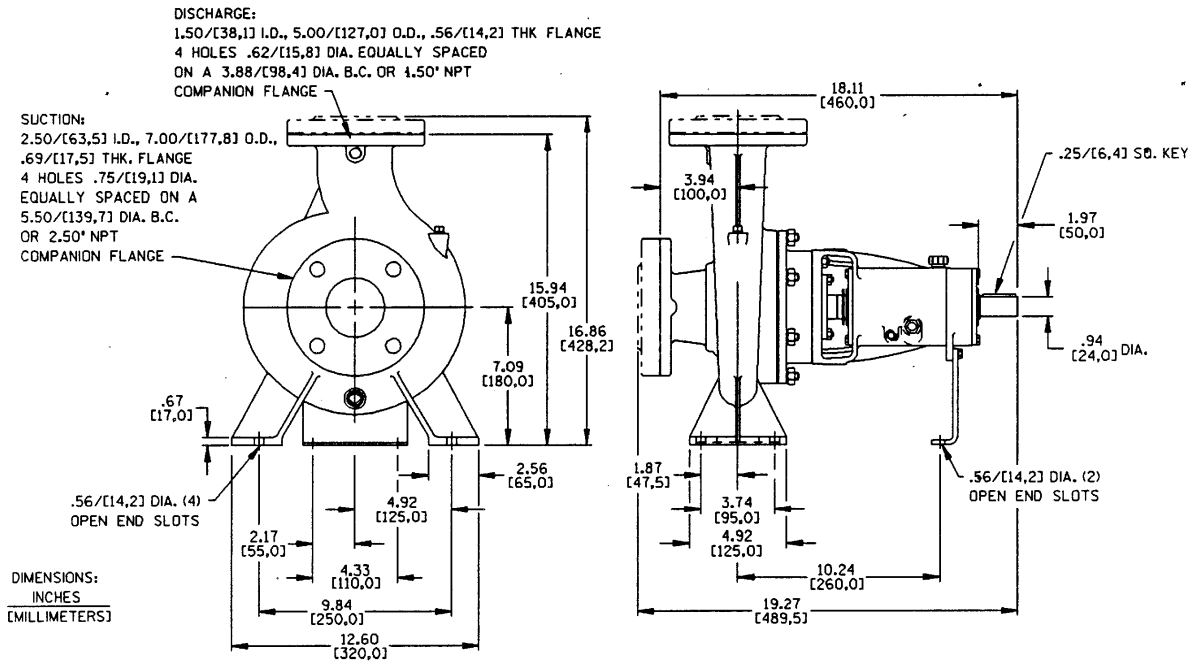 DISCHARGE:
1.50/[38,1] I.D., 5.00/[127,0] O.D., .56/[14,2] THK FLANGE
4 HOLES .62/[15,8] DIA. EQUALLY SPACED
ON A 3.88/[98,4] DIA. B.C. OR 1.50" NPT
COMPANION FLANGE
SUCTION:
2.50/[63,5] I.D., 7.00/[177,8] O.D.,
.69/[17,5] THK. FLANGE
4 HOLES .75/[19,1] DIA.
EQUALLY SPACED ON A
5.50/[139,7] DIA. B.C.
OR 2.50" NPT
COMPANION FLANGE
15.94
[405,0]
16.86
[428,2]
7.09
[180,0]
.67
[17,0]
2.56
[65,0]
.56/[14,2] DIA. (4)
OPEN END SLOTS
4.92
[125,0]
2.17
[55,0]
4.33
[110,0]
9.84
[250,0]
12.60
[320,0]
DIMENSIONS:
INCHES
[MILLIMETERS]
18.11
[460,0]
.25/[6,4] SQ. KEY
3.94
[100,0]
1.97
[50,0]
.94
[24,0] DIA.
1.87
[47,5]
3.74
[95,0]
4.92
[125,0]
.56/[14,2] DIA. (2)
OPEN END SLOTS
10.24
[260,0]
19.27
[489,5]